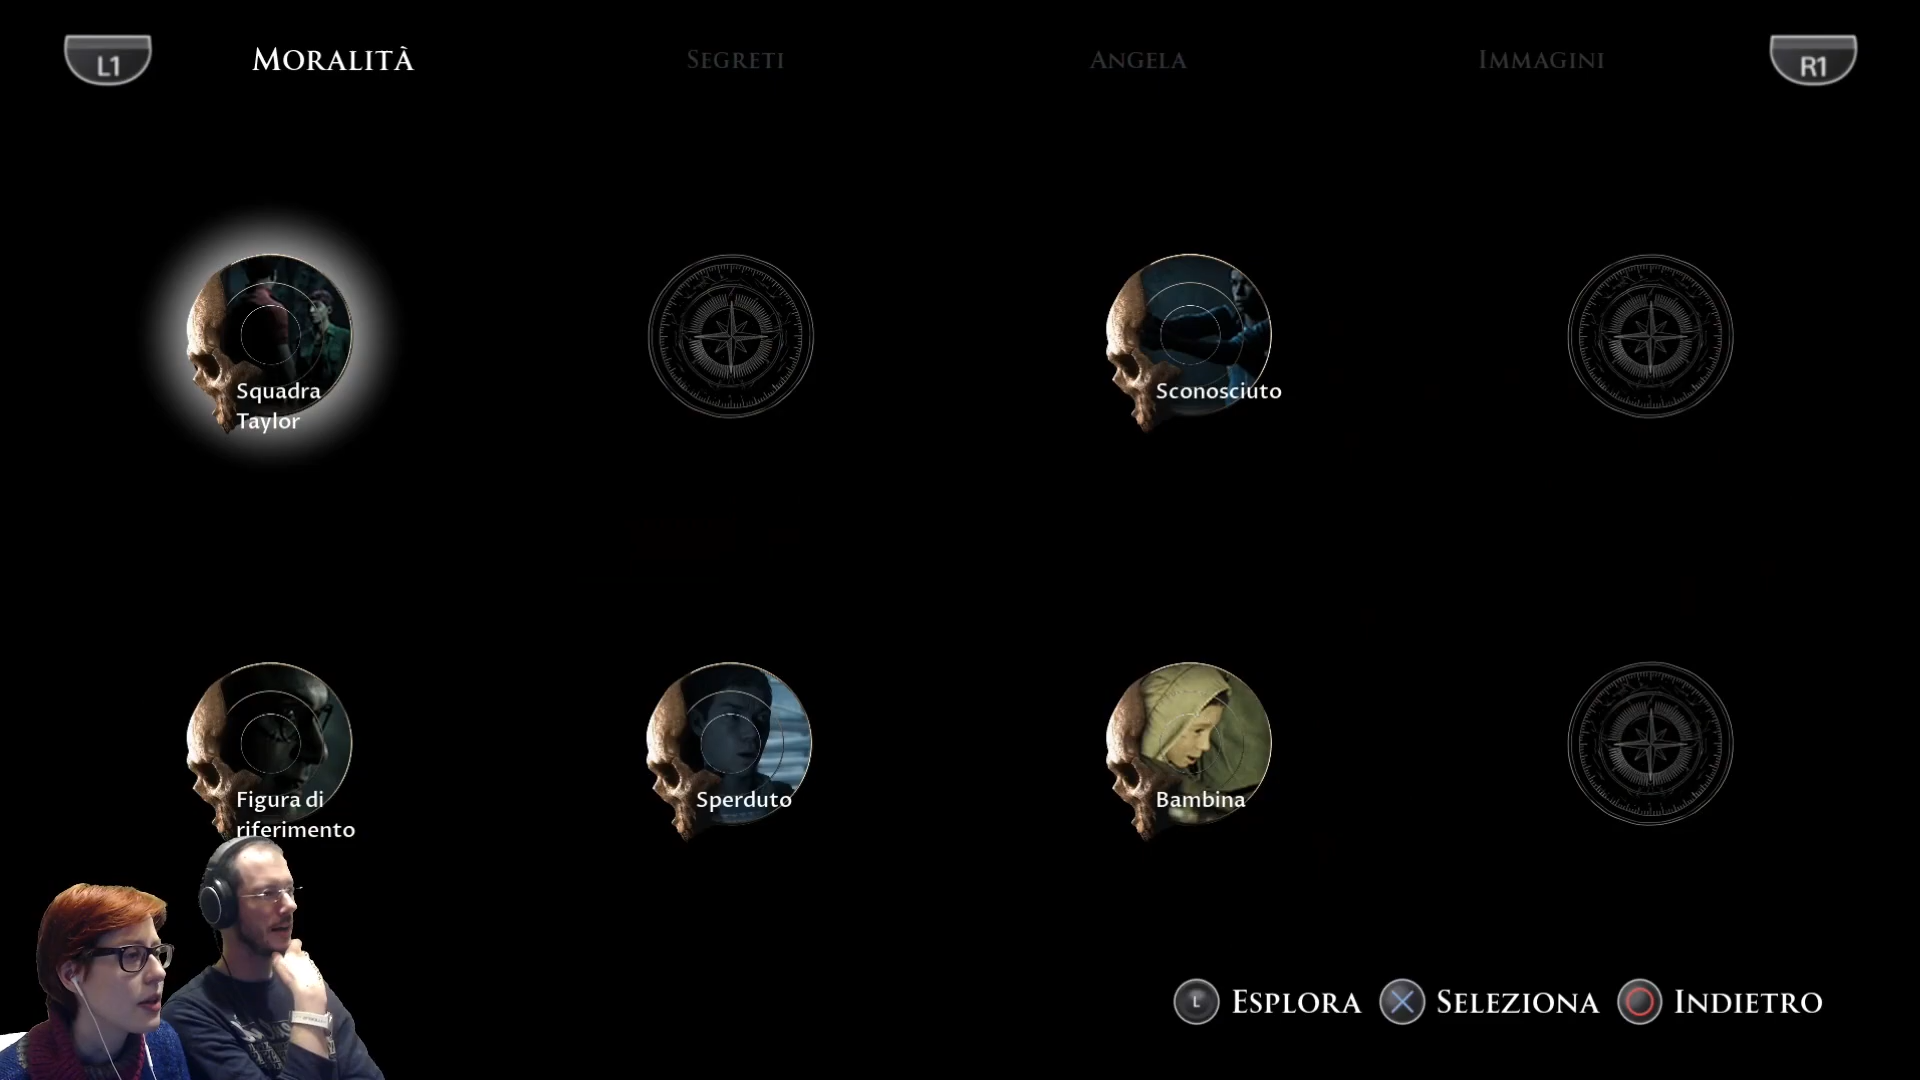 L1 MORALITÀ SEGRETI ANGELA IMMAGINI R1
Squadra
Taylor
Sconosciuto
Figura di
riferimento
Sperduto
Bambina
L ESPLORA SELEZIONA INDIETRO